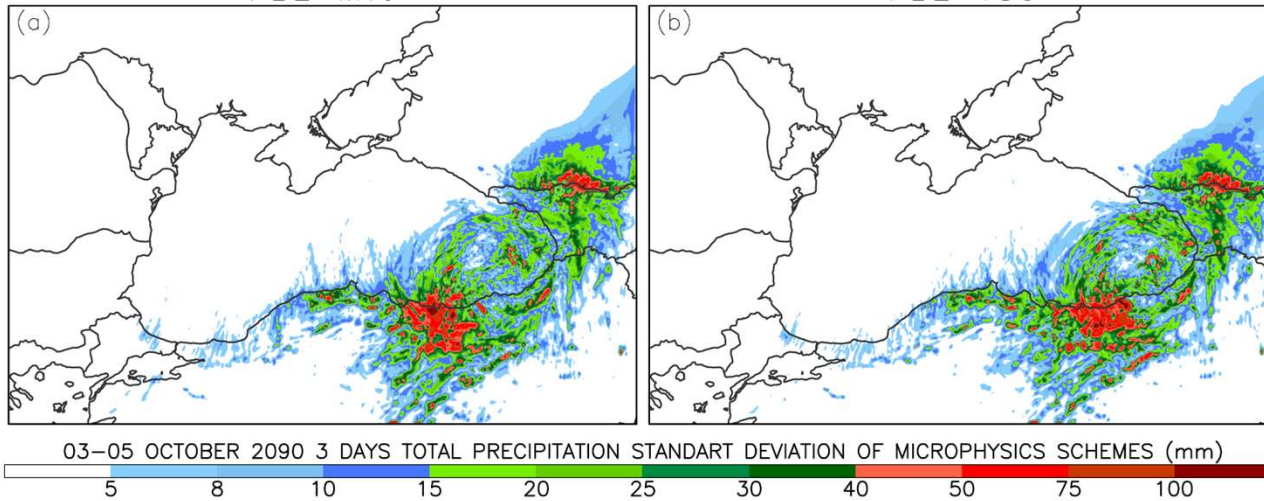 (a)
(b)
03-05 OCTOBER 2090 3 DAYS TOTAL PRECIPITATION STANDART DEVIATION OF MICROPHYSICS SCHEMES (mm)
5 8 10 15 20 25 30 40 50 75 100